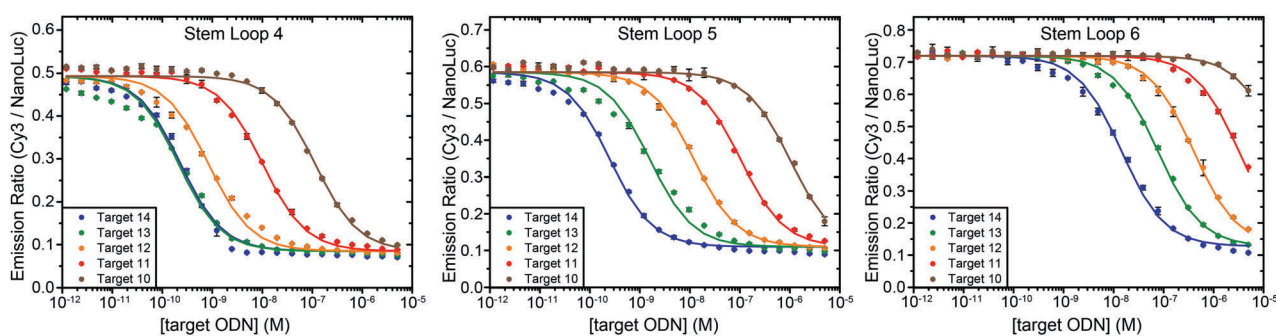 Stem Loop 4
Emission Ratio (Cy3 / NanoLuc)
0.6
0.5
0.4
0.3
0.2
0.1
0.0
Target 14
Target 13
Target 12
Target 11
Target 10
10⁻¹² 10⁻¹¹ 10⁻¹⁰ 10⁻⁹ 10⁻⁸ 10⁻⁷ 10⁻⁶ 10⁻⁵
[target ODN] (M)
Stem Loop 5
Emission Ratio (Cy3 / NanoLuc)
0.7
0.6
0.5
0.4
0.3
0.2
0.1
0.0
Target 14
Target 13
Target 12
Target 11
Target 10
10⁻¹² 10⁻¹¹ 10⁻¹⁰ 10⁻⁹ 10⁻⁸ 10⁻⁷ 10⁻⁶ 10⁻⁵
[target ODN] (M)
Stem Loop 6
Emission Ratio (Cy3 / NanoLuc)
0.8
0.7
0.6
0.5
0.4
0.3
0.2
0.1
0.0
Target 14
Target 13
Target 12
Target 11
Target 10
10⁻¹² 10⁻¹¹ 10⁻¹⁰ 10⁻⁹ 10⁻⁸ 10⁻⁷ 10⁻⁶ 10⁻⁵
[target ODN] (M)